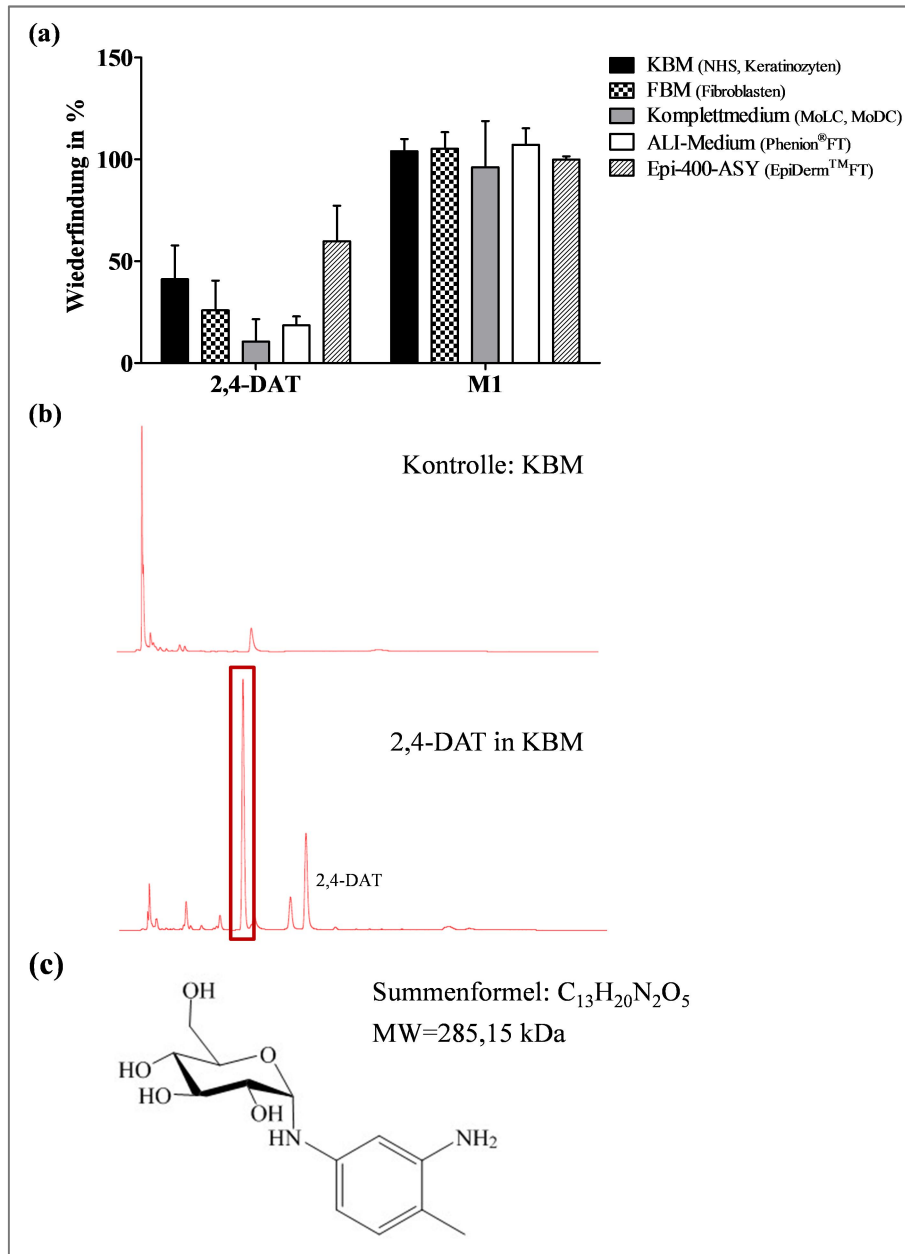 (a)
150
100
50
0
Wiederfindung in %
2,4-DAT
M1
KBM (NHS, Keratinozyten)
FBM (Fibroblasten)
Komplettmedium (MoLC, MoDC)
ALI-Medium (Phenion®FT)
Epi-400-ASY (EpiDerm™FT)
(b)
Kontrolle: KBM
2,4-DAT in KBM
2,4-DAT
(c)
Summenformel: C₁₃H₂₀N₂O₅
MW=285,15 kDa
OH
O
HO
HO
OH
HN
NH₂